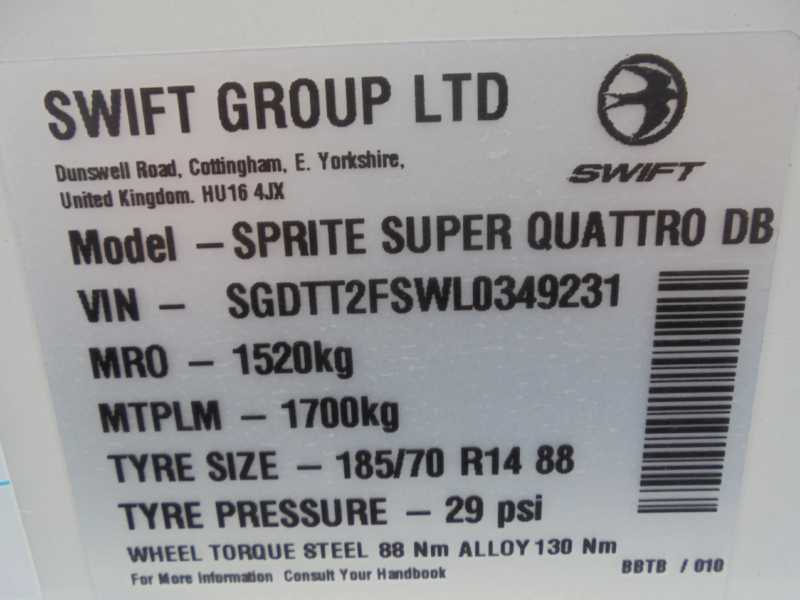 SWIFT GROUP LTD
Dunswell Road, Cottingham, E. Yorkshire,
United Kingdom. HU16 4JX
SWIFT
Model – SPRITE SUPER QUATTRO DB
VIN – SGDTT2FSWL0349231
MRO – 1520kg
MTPLM – 1700kg
TYRE SIZE – 185/70 R14 88
TYRE PRESSURE – 29 psi
WHEEL TORQUE STEEL 88 Nm ALLOY 130 Nm
For More Information Consult Your Handbook
BBTB / 010